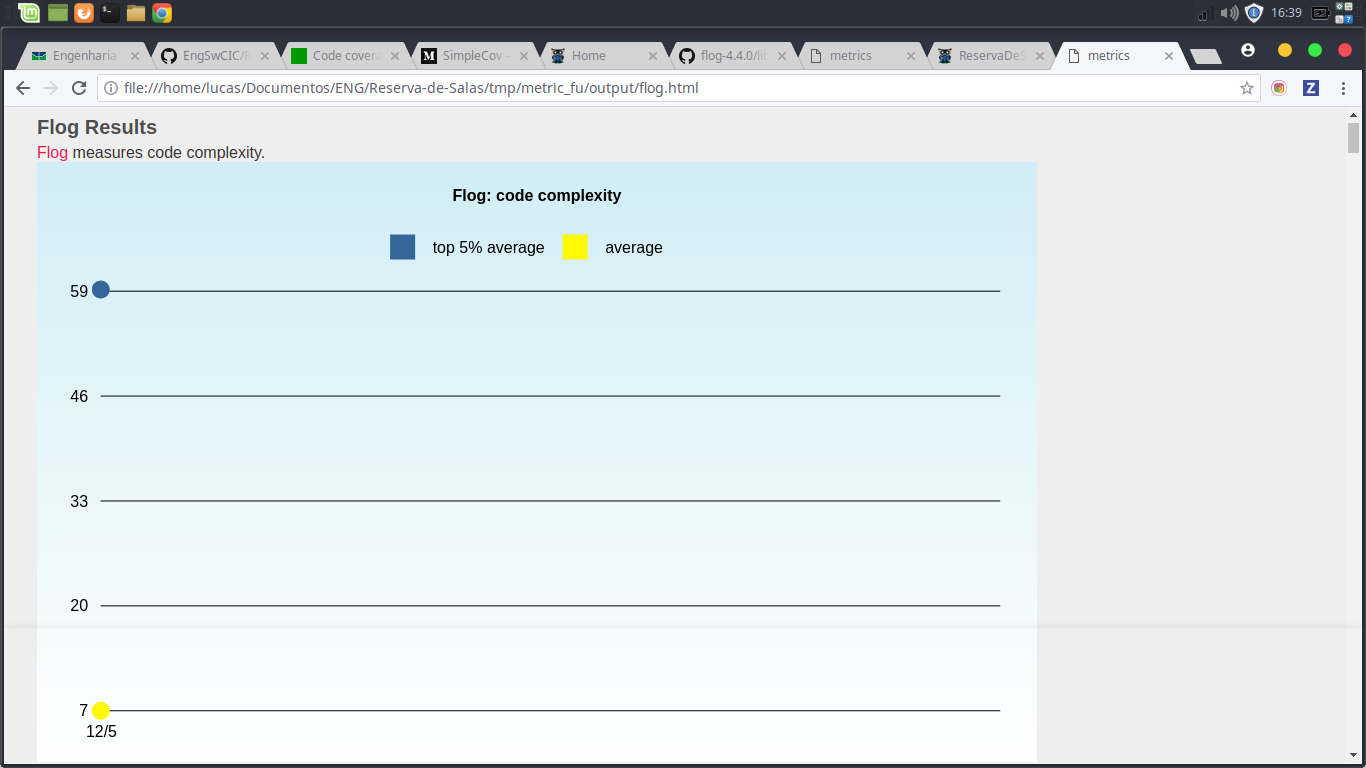 16:39
Engenharia
EngSwCIC/R
Code covera
SimpleCov –
Home
flog-4.4.0/lib
metrics
ReservaDeS
metrics
file:///home/lucas/Documentos/ENG/Reserva-de-Salas/tmp/metric_fu/output/flog.html
Z
Flog Results
Flog measures code complexity.
Flog: code complexity
top 5% average
average
59
46
33
20
7
12/5